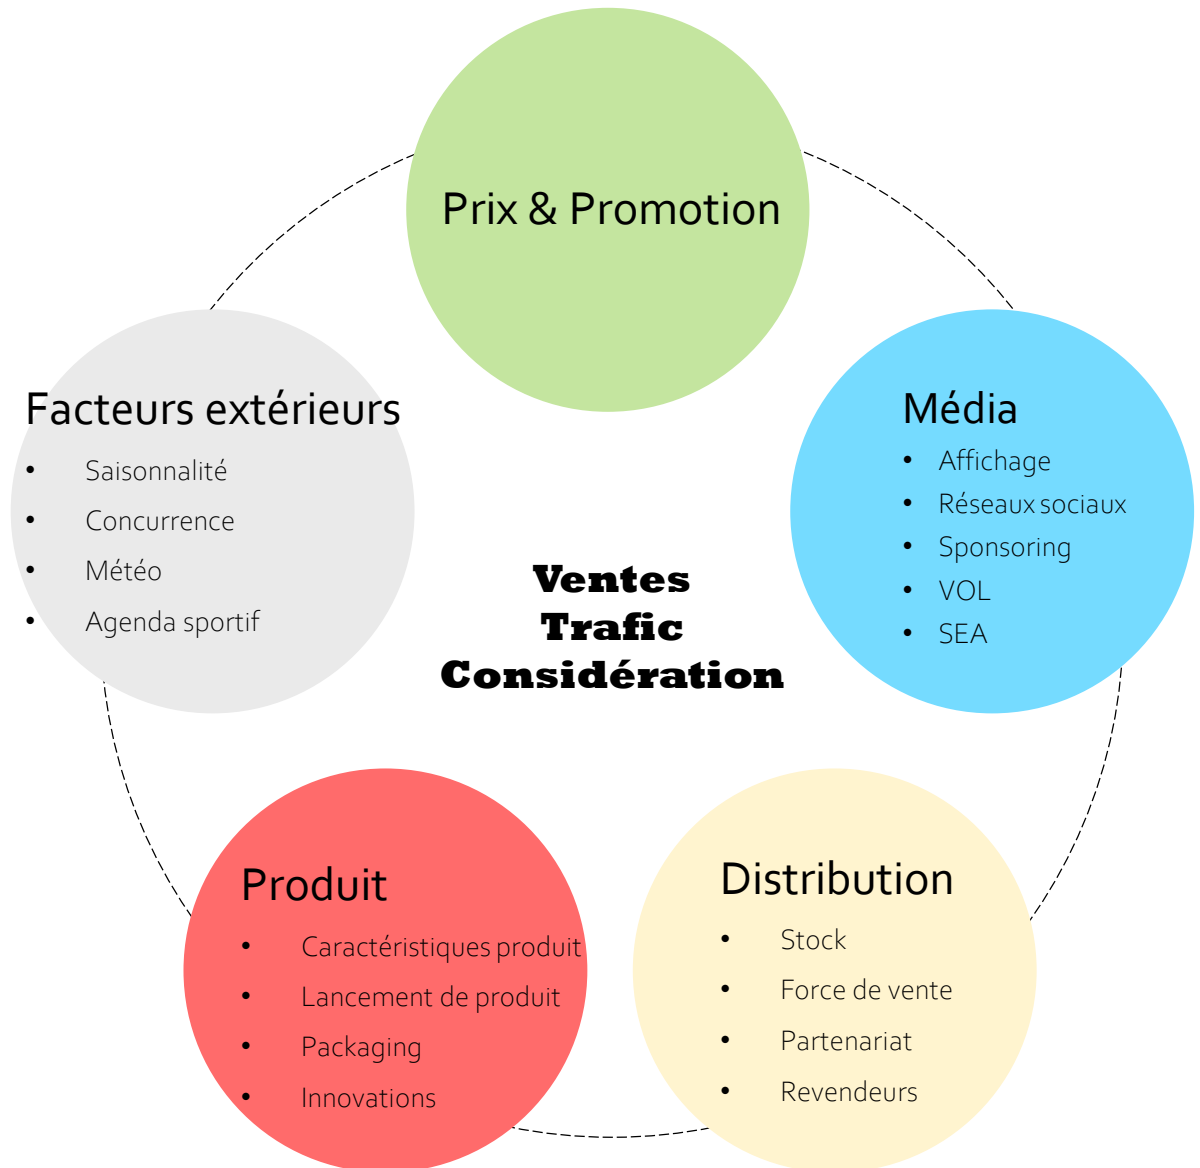 Prix & Promotion
Facteurs extérieurs
• Saisonnalité
• Concurrence
• Météo
• Agenda sportif
Média
• Affichage
• Réseaux sociaux
• Sponsoring
• VOL
• SEA
Ventes
Trafic
Considération
Produit
• Caractéristiques produit
• Lancement de produit
• Packaging
• Innovations
Distribution
• Stock
• Force de vente
• Partenariat
• Revendeurs